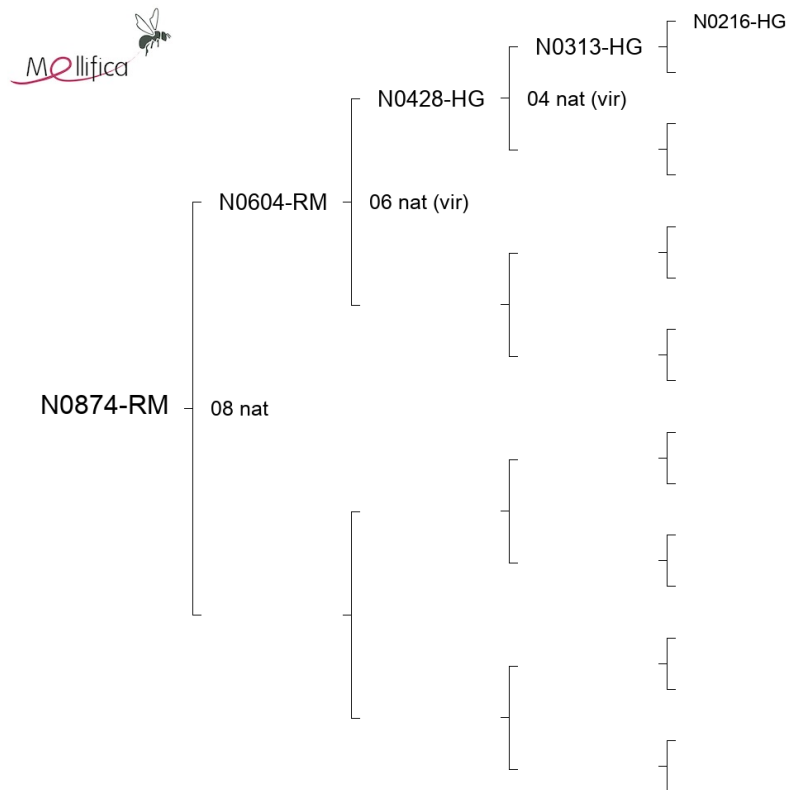 Mellifica
N0216-HG
N0313-HG
N0428-HG
04 nat (vir)
N0604-RM
06 nat (vir)
N0874-RM
08 nat